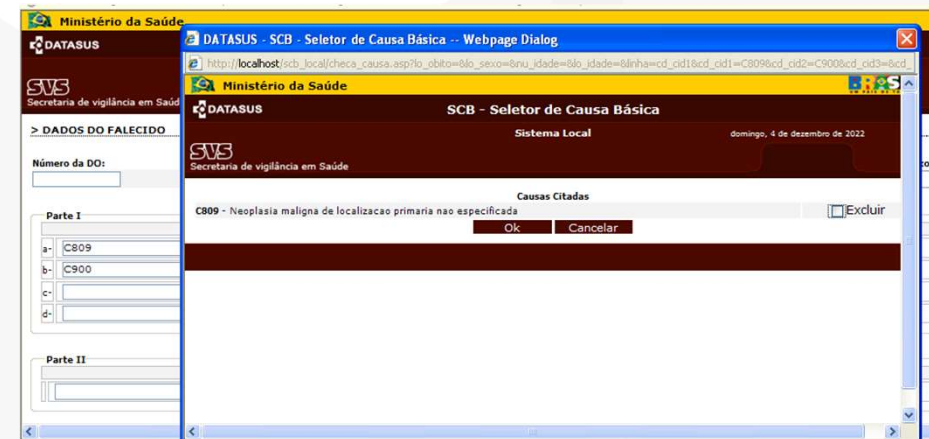 Ministério da Saúde
DATASUS
SVS
Secretaria de vigilância em Saúd
> DADOS DO FALECIDO
Número da DO:
Parte I
a- C809
b- C900
c-
d-
Parte II
DATASUS - SCB - Seletor de Causa Básica -- Webpage Dialog
http://localhost/scb_local/checa_causa.asp?lo_obito=&lo_sexo=&nu_idade=&lo_idade=&linha=cd_cid1&cd_cid1=C809&cd_cid2=C900&cd_cid3=&cd_
Ministério da Saúde
DATASUS
SCB - Seletor de Causa Básica
Sistema Local
domingo, 4 de dezembro de 2022
SVS
Secretaria de vigilância em Saúde
Causas Citadas
C809 - Neoplasia maligna de localizacao primaria nao especificada
Excluir
Ok Cancelar